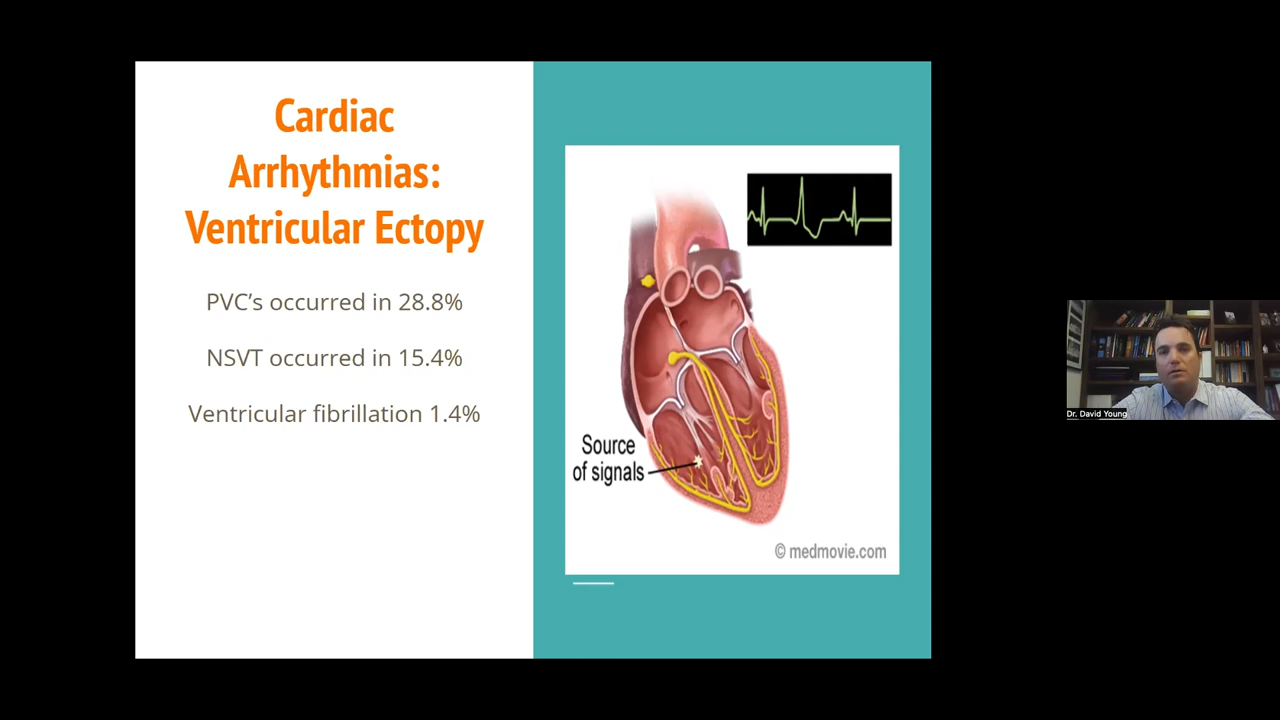 Cardiac
Arrhythmias:
Ventricular Ectopy
PVC’s occurred in 28.8%
NSVT occurred in 15.4%
Ventricular fibrillation 1.4%
Source
of signals
© medmovie.com
Dr. David Young